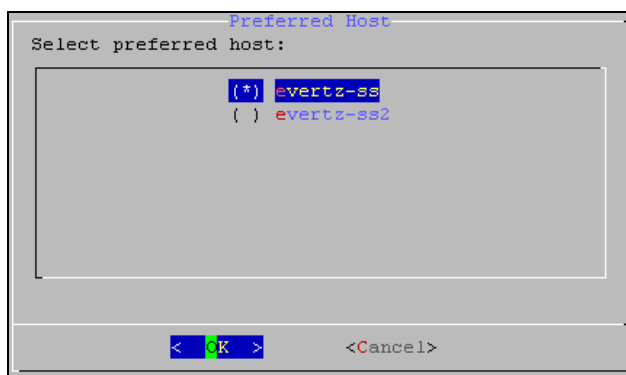 Preferred Host
Select preferred host:
(*) evertz-ss
( ) evertz-ss2
< OK > <Cancel>